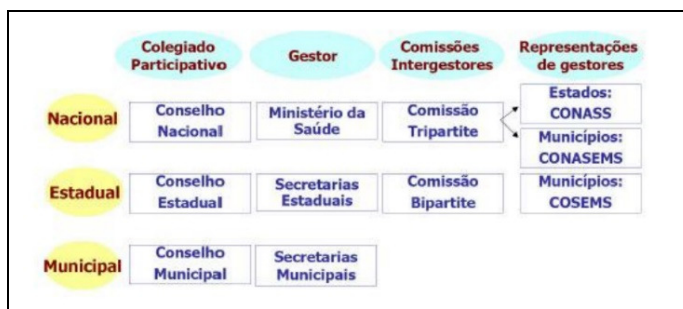 Colegiado
Participativo
Gestor
Comissões
Intergestores
Representações
de gestores
Nacional
Conselho
Nacional
Ministério da
Saúde
Comissão
Tripartite
Estados:
CONASS
Municípios:
CONASEMS
Estadual
Conselho
Estadual
Secretarias
Estaduais
Comissão
Bipartite
Municípios:
COSEMS
Municipal
Conselho
Municipal
Secretarias
Municipais